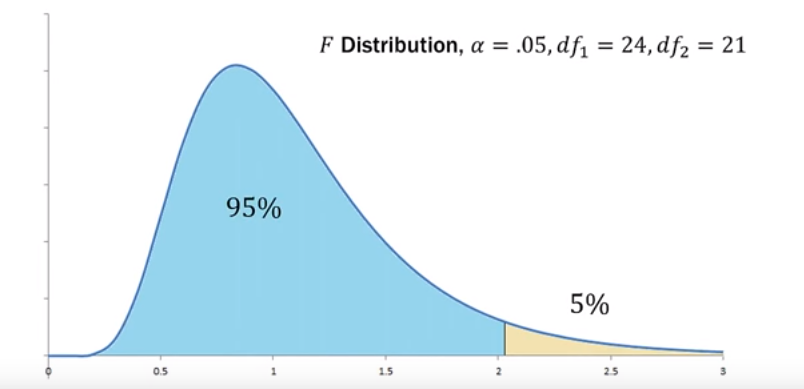 F Distribution, α = .05, df₁ = 24, df₂ = 21
95%
5%
0 0.5 1 1.5 2 2.5 3